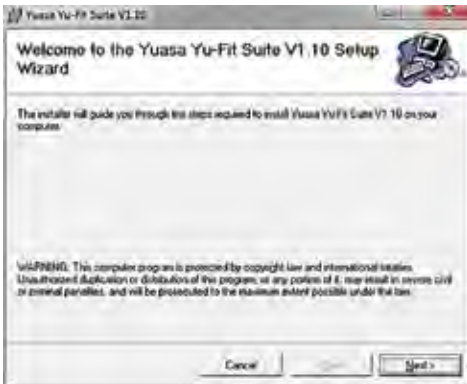 Yuasa Yu-Fit Suite V1.10
Welcome to the Yuasa Yu-Fit Suite V1.10 Setup
Wizard
The installer will guide you through the steps required to install Yuasa Yu-Fit Suite V1.10 on your
computer.
WARNING: This computer program is protected by copyright law and international treaties.
Unauthorized duplication or distribution of this program, or any portion of it, may result in severe civil
or criminal penalties, and will be prosecuted to the maximum extent possible under the law.
Cancel
Next >